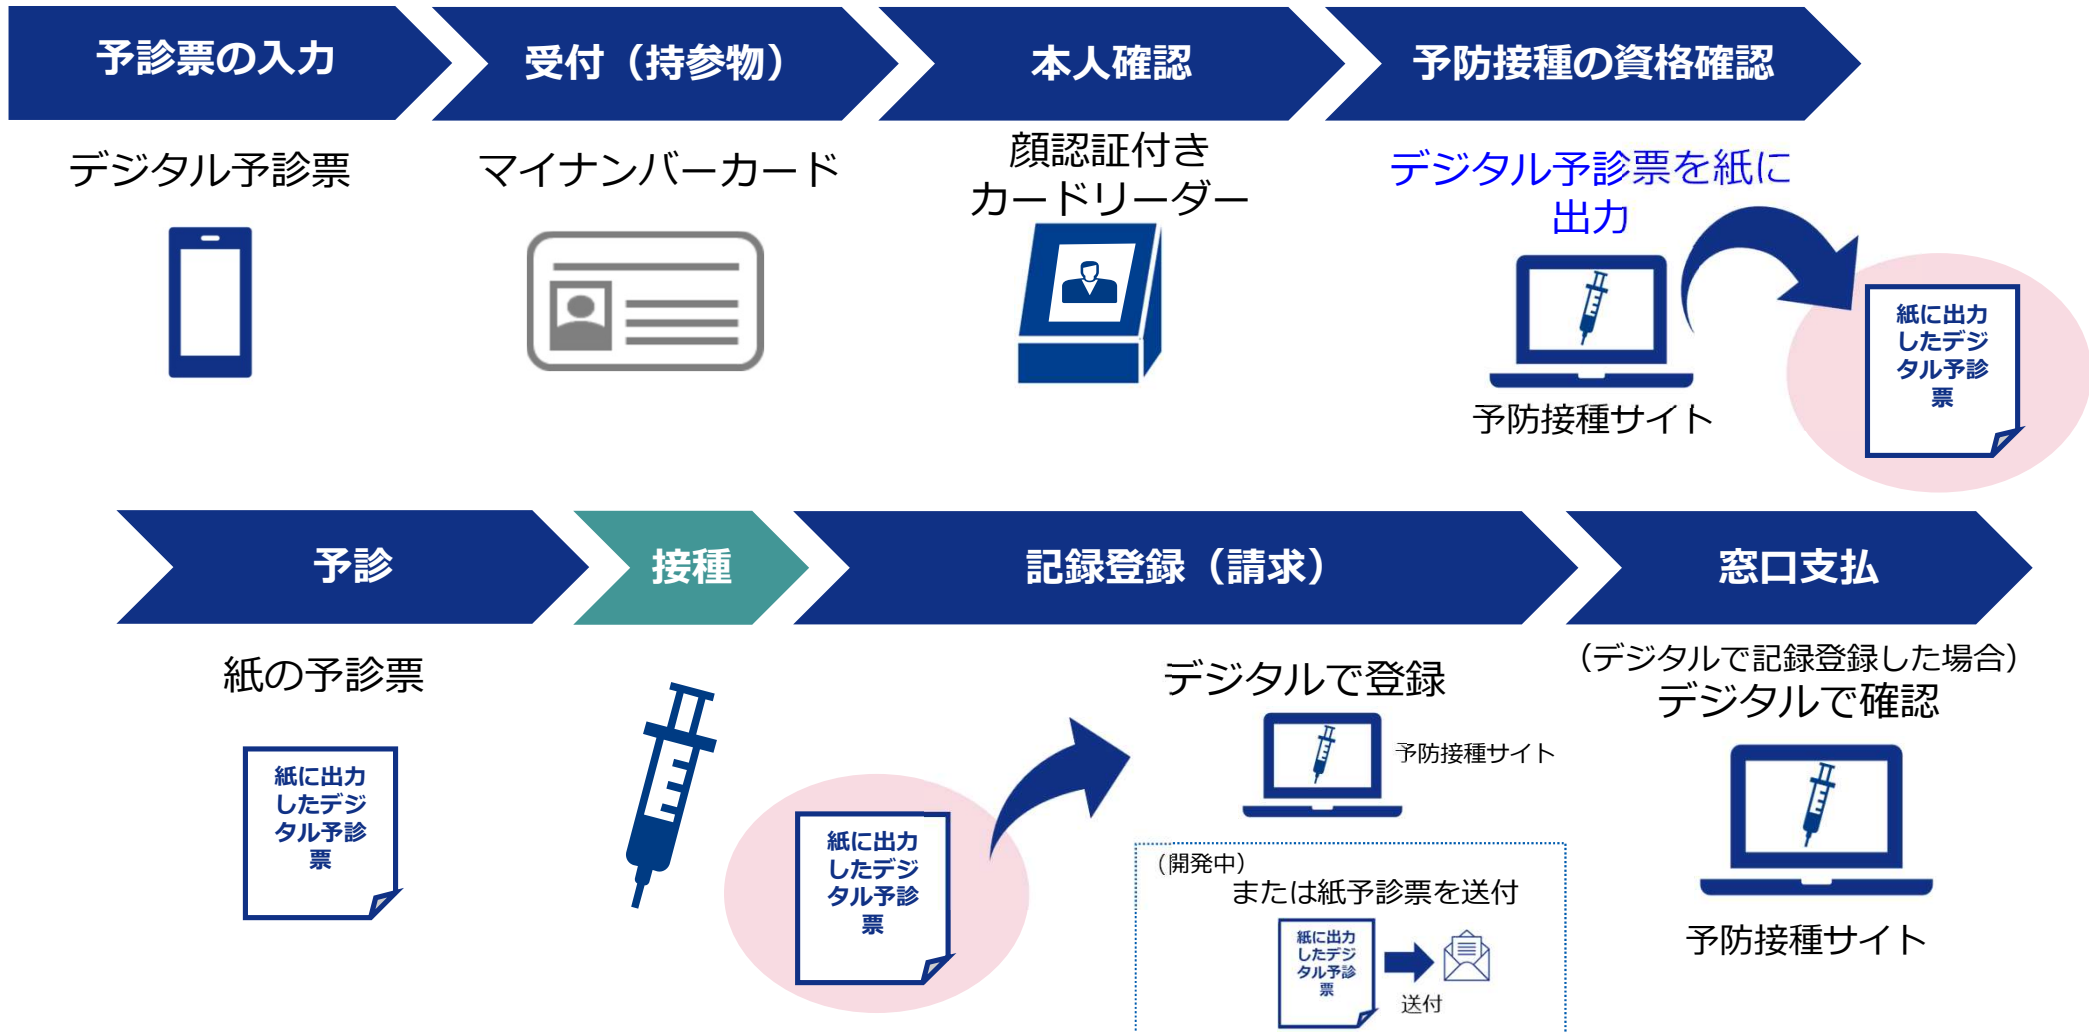 予診票の入力
受付（持参物）
本人確認
予防接種の資格確認
デジタル予診票
マイナンバーカード
顔認証付き
カードリーダー
デジタル予診票を紙に
出力
紙に出力
したデジ
タル予診
票
予防接種サイト
予診
接種
記録登録（請求）
窓口支払
紙の予診票
紙に出力
したデジ
タル予診
票
紙に出力
したデジ
タル予診
票
デジタルで登録
予防接種サイト
（開発中）
または紙予診票を送付
紙に出力
したデジ
タル予診
票
送付
（デジタルで記録登録した場合）
デジタルで確認
予防接種サイト